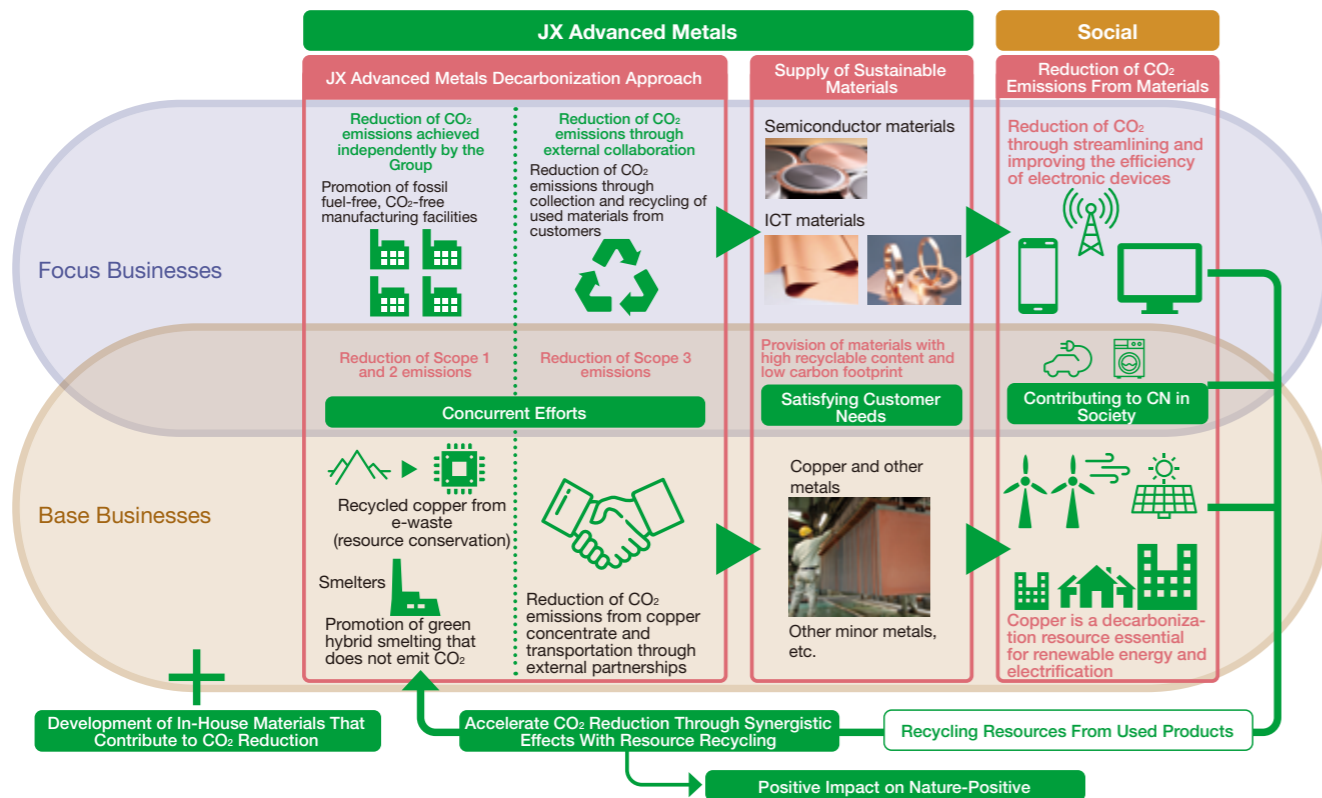 JX Advanced Metals
Social
JX Advanced Metals Decarbonization Approach
Supply of Sustainable
Materials
Reduction of CO₂
Emissions From Materials
Focus Businesses
Reduction of CO₂
emissions achieved
independently by the
Group
Promotion of fossil
fuel-free, CO₂-free
manufacturing facilities
Reduction of CO₂
emissions through
external collaboration
Reduction of CO₂
emissions through
collection and recycling of
used materials from
customers
Semiconductor materials
ICT materials
Reduction of CO₂
through streamlining and
improving the efficiency
of electronic devices
Reduction of Scope 1
and 2 emissions
Reduction of Scope 3
emissions
Concurrent Efforts
Provision of materials with
high recyclable content and
low carbon footprint
Satisfying Customer
Needs
Contributing to CN in
Society
Base Businesses
Recycled copper from
e-waste
(resource conservation)
Smelters
Promotion of green
hybrid smelting that
does not emit CO₂
Reduction of CO₂
emissions from copper
concentrate and
transportation through
external partnerships
Copper and other
metals
Other minor metals,
etc.
Copper is a decarboniza-
tion resource essential
for renewable energy and
electrification
Development of In-House Materials That
Contribute to CO₂ Reduction
Accelerate CO₂ Reduction Through Synergistic
Effects With Resource Recycling
Recycling Resources From Used Products
Positive Impact on Nature-Positive